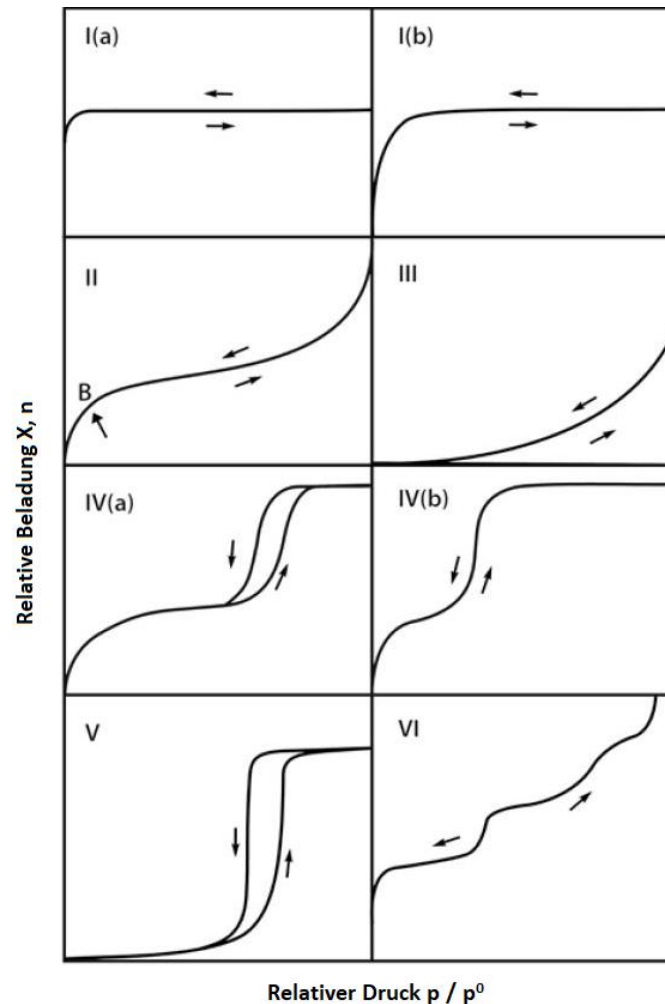 I(a)
I(b)
II
III
B
IV(a)
IV(b)
V
VI
Relative Beladung X, n
Relativer Druck p / p⁰